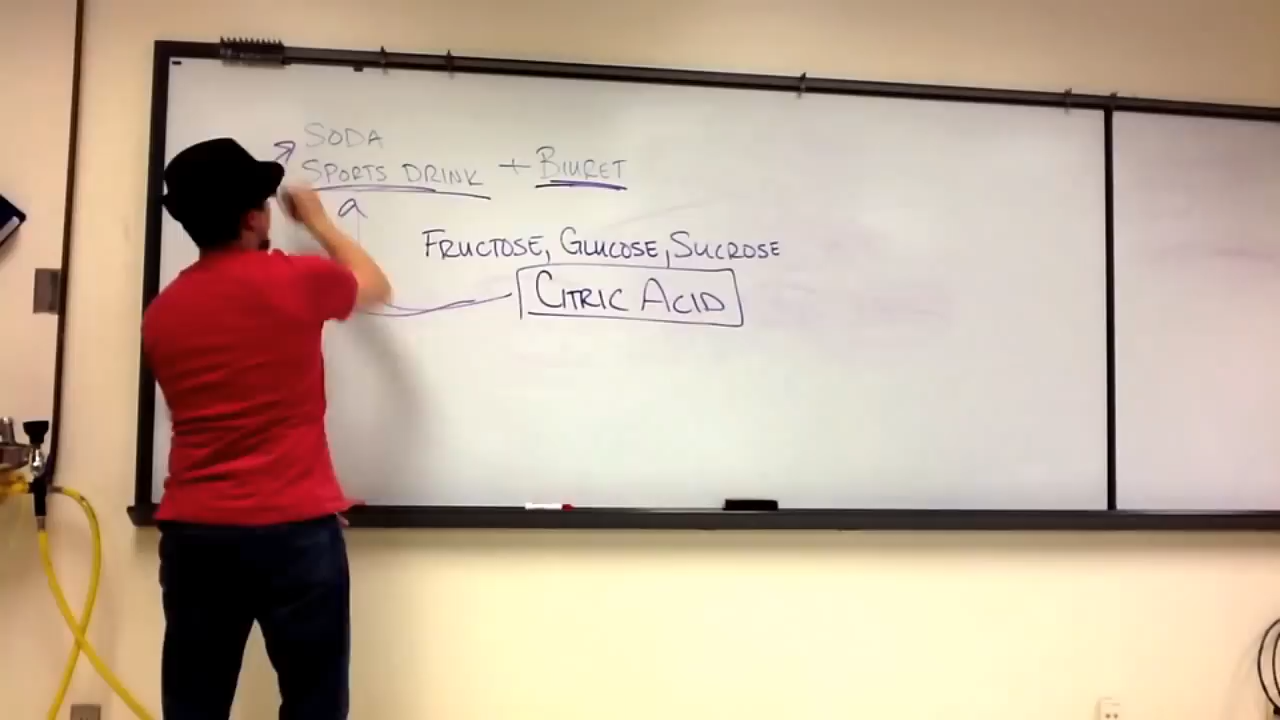 SODA
SPORTS DRINK + BIURET
FRUCTOSE, GLUCOSE, SUCROSE
CITRIC ACID